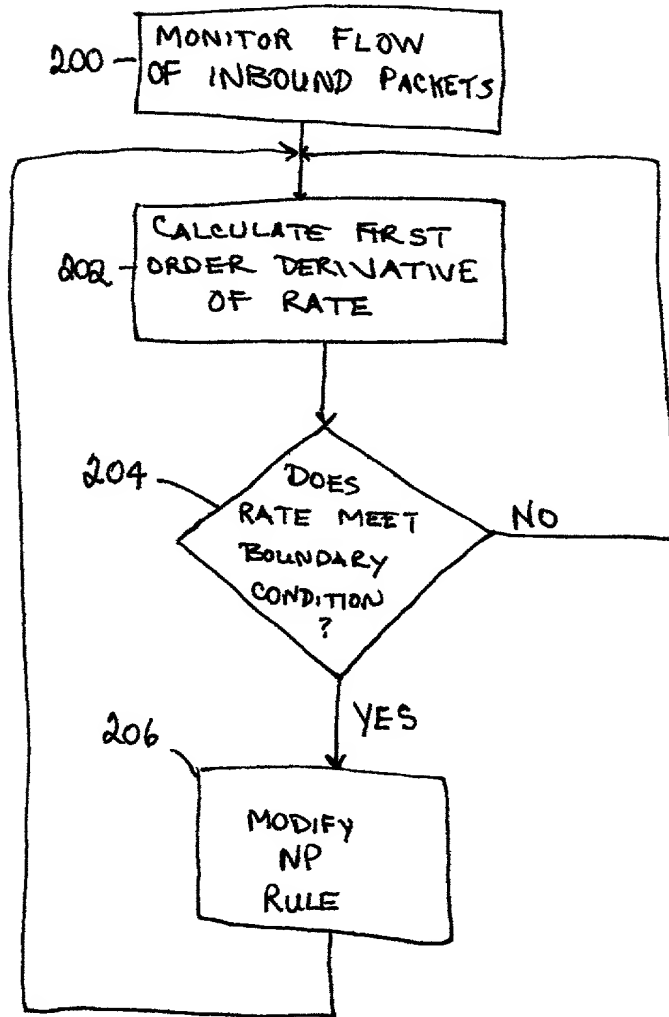 200
MONITOR FLOW
OF INBOUND PACKETS
CALCULATE FIRST
202
ORDER DERIVATIVE
OF RATE
204
DOES
RATE MEET
BOUNDARY
CONDITION
?
NO
YES
206
MODIFY
NP
RULE